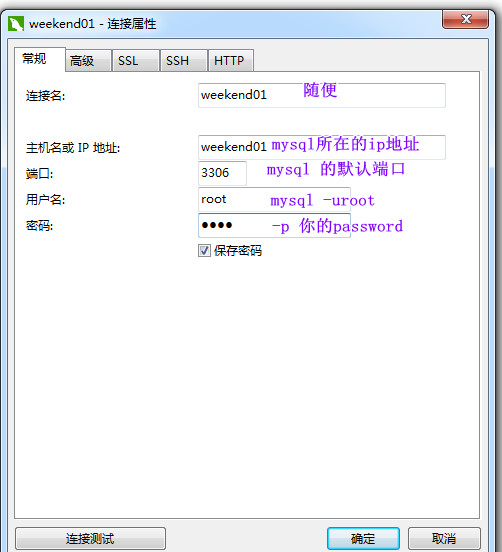 weekend01 - 连接属性
常规 高级 SSL SSH HTTP
连接名: weekend01 随便
主机名或 IP 地址: weekend01 mysql所在的ip地址
端口: 3306 mysql 的默认端口
用户名: root mysql -uroot
密码: ●●●● -p 你的password
保存密码
连接测试 确定 取消